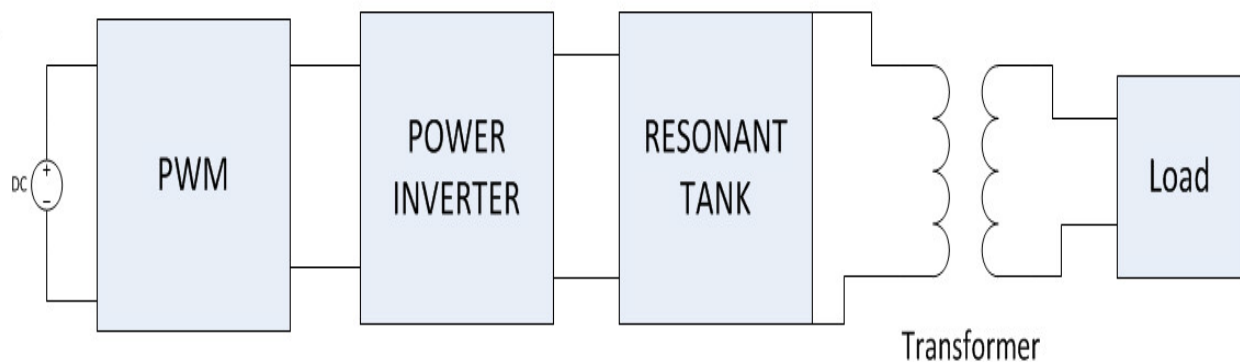 DC
+
−
PWM
POWER
INVERTER
RESONANT
TANK
Load
Transformer